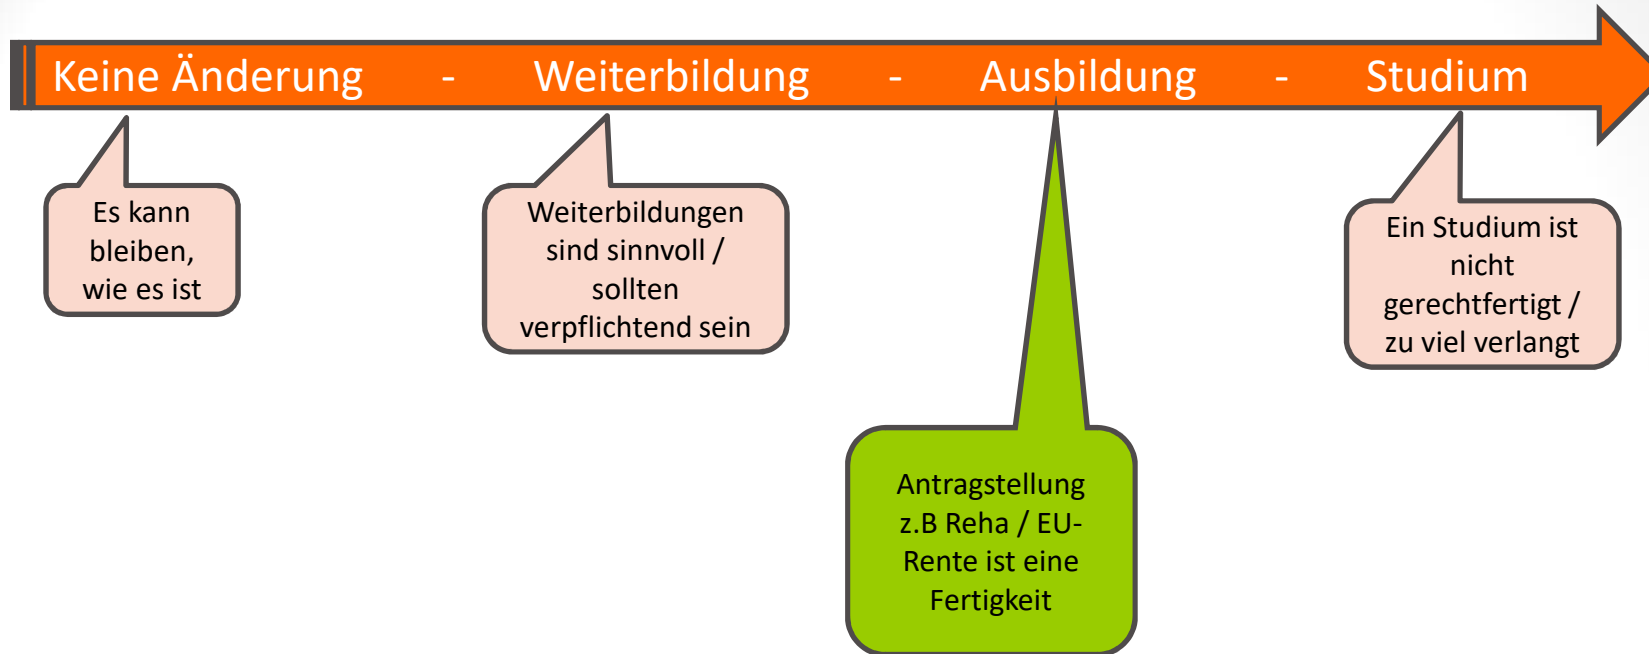 Keine Änderung - Weiterbildung - Ausbildung - Studium
Es kann
bleiben,
wie es ist
Weiterbildungen
sind sinnvoll /
sollten
verpflichtend sein
Antragstellung
z.B Reha / EU-
Rente ist eine
Fertigkeit
Ein Studium ist
nicht
gerechtfertigt /
zu viel verlangt